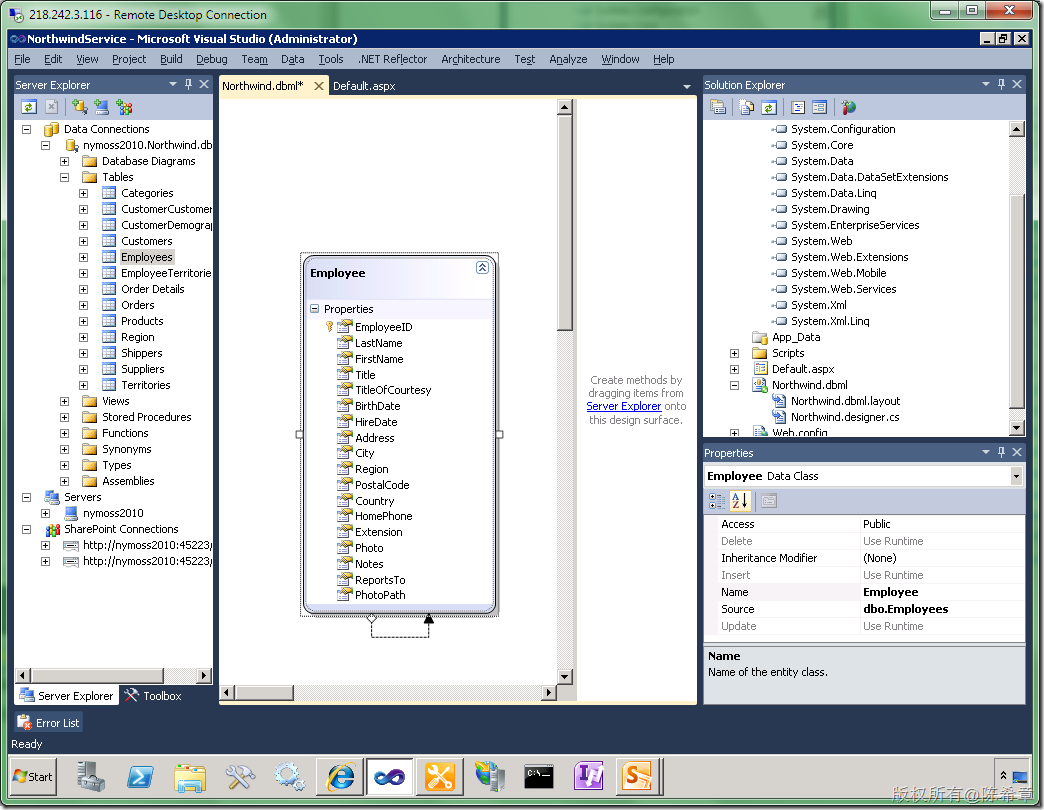 218.242.3.116 - Remote Desktop Connection
NorthwindService - Microsoft Visual Studio (Administrator)
File Edit View Project Build Debug Team Data Tools .NET Reflector Architecture Test Analyze Window Help
Server Explorer
Data Connections
nymoss2010.Northwind.db
Database Diagrams
Tables
Categories
CustomerCustomer
CustomerDemogra
Customers
Employees
EmployeeTerritorie
Order Details
Orders
Products
Region
Shippers
Suppliers
Territories
Views
Stored Procedures
Functions
Synonyms
Types
Assemblies
Servers
nymoss2010
SharePoint Connections
http://nymoss2010:45223/
http://nymoss2010:45223/
Server Explorer Toolbox
Northwind.dbml* Default.aspx
Employee
Properties
EmployeeID
LastName
FirstName
Title
TitleOfCourtesy
BirthDate
HireDate
Address
City
Region
PostalCode
Country
HomePhone
Extension
Photo
Notes
ReportsTo
PhotoPath
Create methods by
dragging items from
Server Explorer onto
this design surface.
Solution Explorer
System.Configuration
System.Core
System.Data
System.Data.DataSetExtensions
System.Data.Linq
System.Drawing
System.EnterpriseServices
System.Web
System.Web.Extensions
System.Web.Mobile
System.Web.Services
System.Xml
System.Xml.Linq
App_Data
Scripts
Default.aspx
Northwind.dbml
Northwind.dbml.layout
Northwind.designer.cs
Web.config
Properties
Employee Data Class
Access Public
Delete Use Runtime
Inheritance Modifier (None)
Insert Use Runtime
Name Employee
Source dbo.Employees
Update Use Runtime
Name
Name of the entity class.
Error List
Ready
Start
版权所有@陈希章